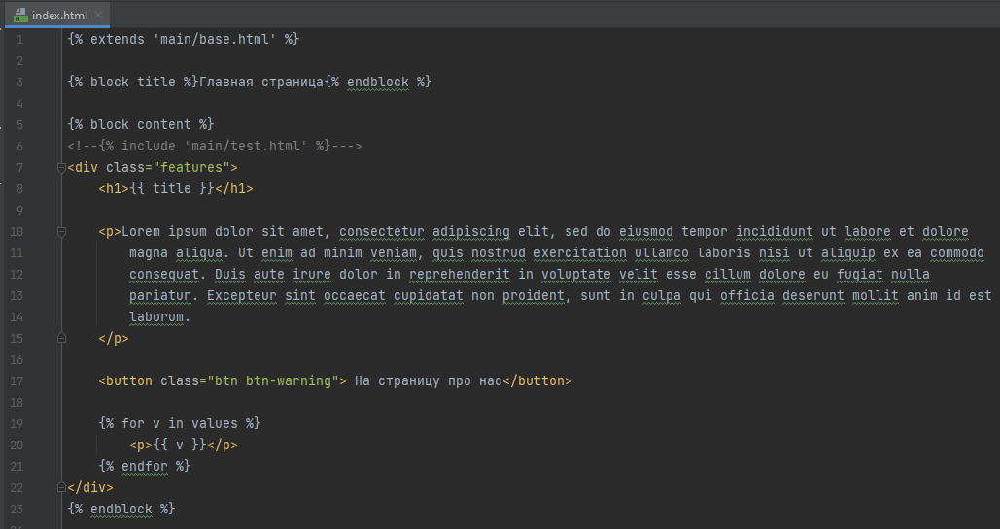 index.html
1 {% extends 'main/base.html' %}
2
3 {% block title %}Главная страница{% endblock %}
4
5 {% block content %}
6 <!--{% include 'main/test.html' %}--->
7 <div class="features">
8 <h1>{{ title }}</h1>
9
10 <p>Lorem ipsum dolor sit amet, consectetur adipiscing elit, sed do eiusmod tempor incididunt ut labore et dolore
11 magna aliqua. Ut enim ad minim veniam, quis nostrud exercitation ullamco laboris nisi ut aliquip ex ea commodo
12 consequat. Duis aute irure dolor in reprehenderit in voluptate velit esse cillum dolore eu fugiat nulla
13 pariatur. Excepteur sint occaecat cupidatat non proident, sunt in culpa qui officia deserunt mollit anim id est
14 laborum.
15 </p>
16
17 <button class="btn btn-warning"> На страницу про нас</button>
18
19 {% for v in values %}
20 <p>{{ v }}</p>
21 {% endfor %}
22 </div>
23 {% endblock %}